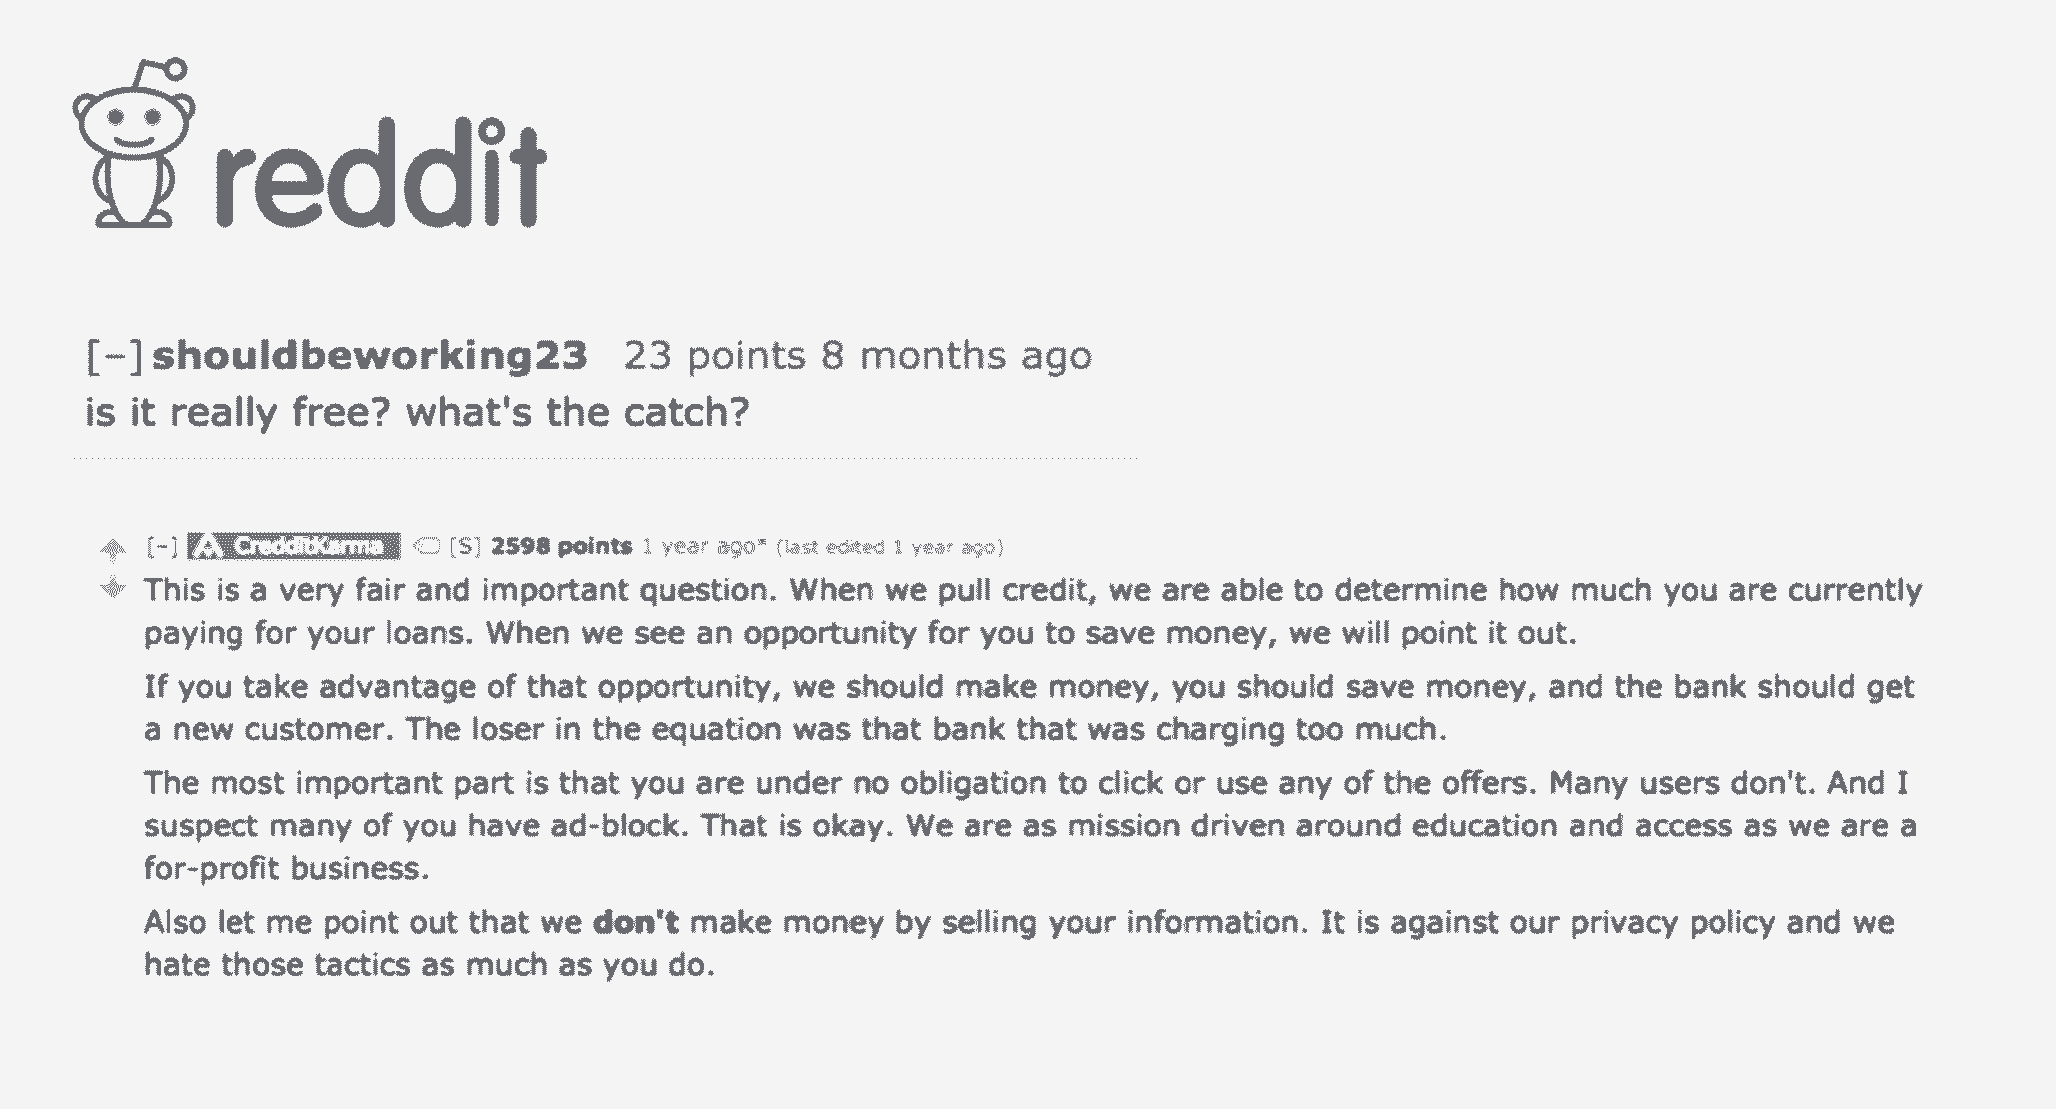 reddit
[–] shouldbeworking23 23 points 8 months ago
is it really free? what's the catch?
[–] CredditKarma [S] 2598 points 1 year ago* (last edited 1 year ago)
This is a very fair and important question. When we pull credit, we are able to determine how much you are currently
paying for your loans. When we see an opportunity for you to save money, we will point it out.
If you take advantage of that opportunity, we should make money, you should save money, and the bank should get
a new customer. The loser in the equation was that bank that was charging too much.
The most important part is that you are under no obligation to click or use any of the offers. Many users don't. And I
suspect many of you have ad-block. That is okay. We are as mission driven around education and access as we are a
for-profit business.
Also let me point out that we don't make money by selling your information. It is against our privacy policy and we
hate those tactics as much as you do.